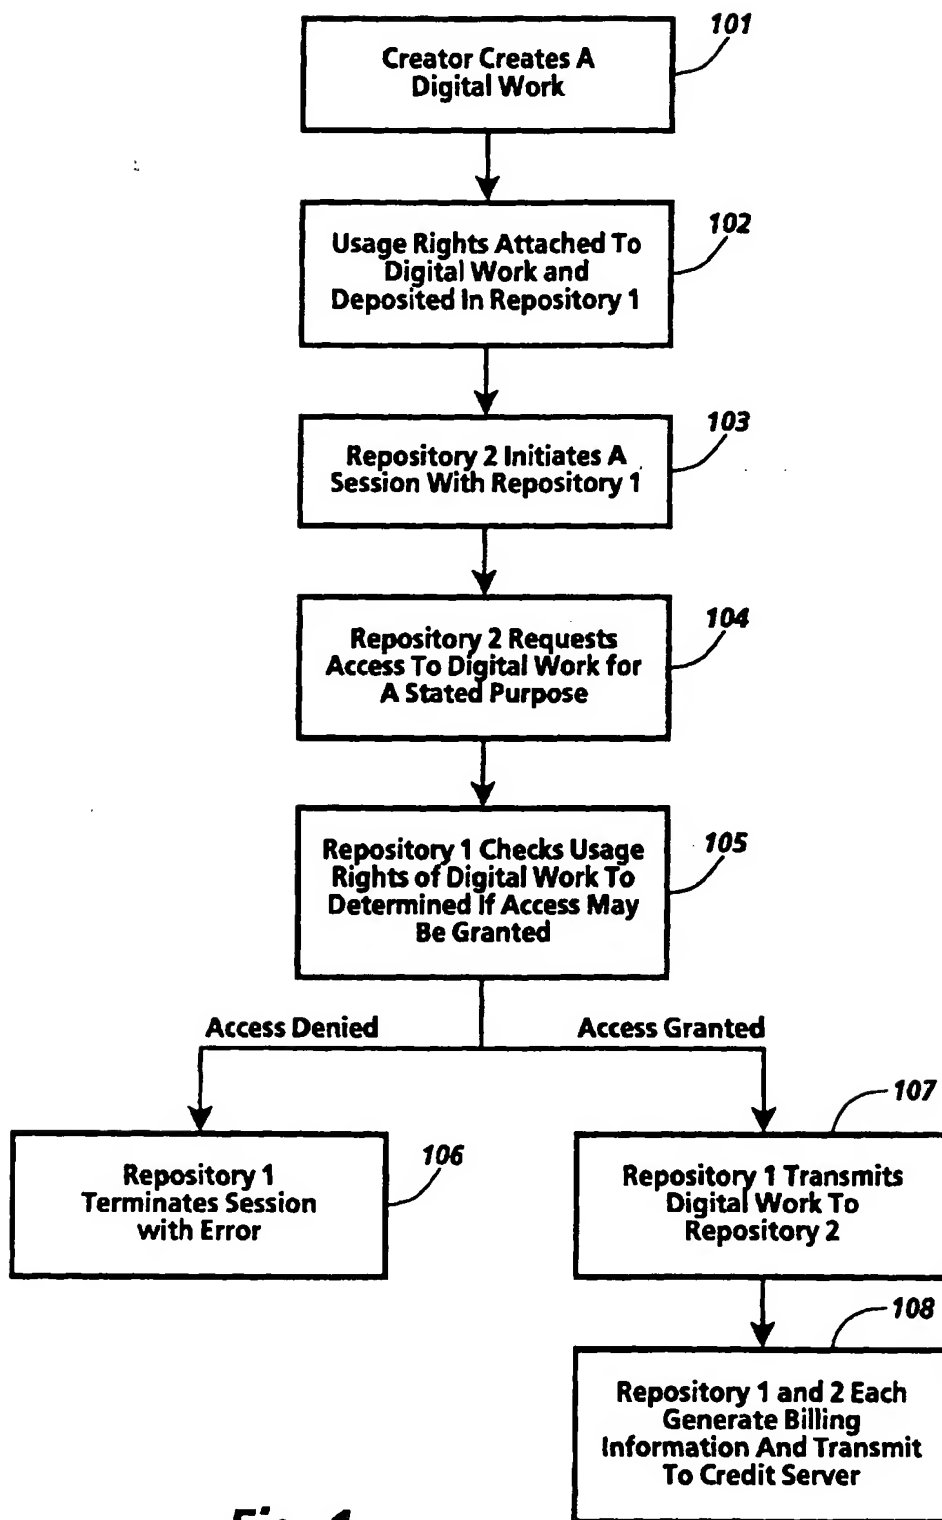 101
Creator Creates A
Digital Work
102
Usage Rights Attached To
Digital Work and
Deposited In Repository 1
103
Repository 2 Initiates A
Session With Repository 1
104
Repository 2 Requests
Access To Digital Work for
A Stated Purpose
105
Repository 1 Checks Usage
Rights of Digital Work To
Determined If Access May
Be Granted
Access Denied
Access Granted
106
Repository 1
Terminates Session
with Error
107
Repository 1 Transmits
Digital Work To
Repository 2
108
Repository 1 and 2 Each
Generate Billing
Information And Transmit
To Credit Server